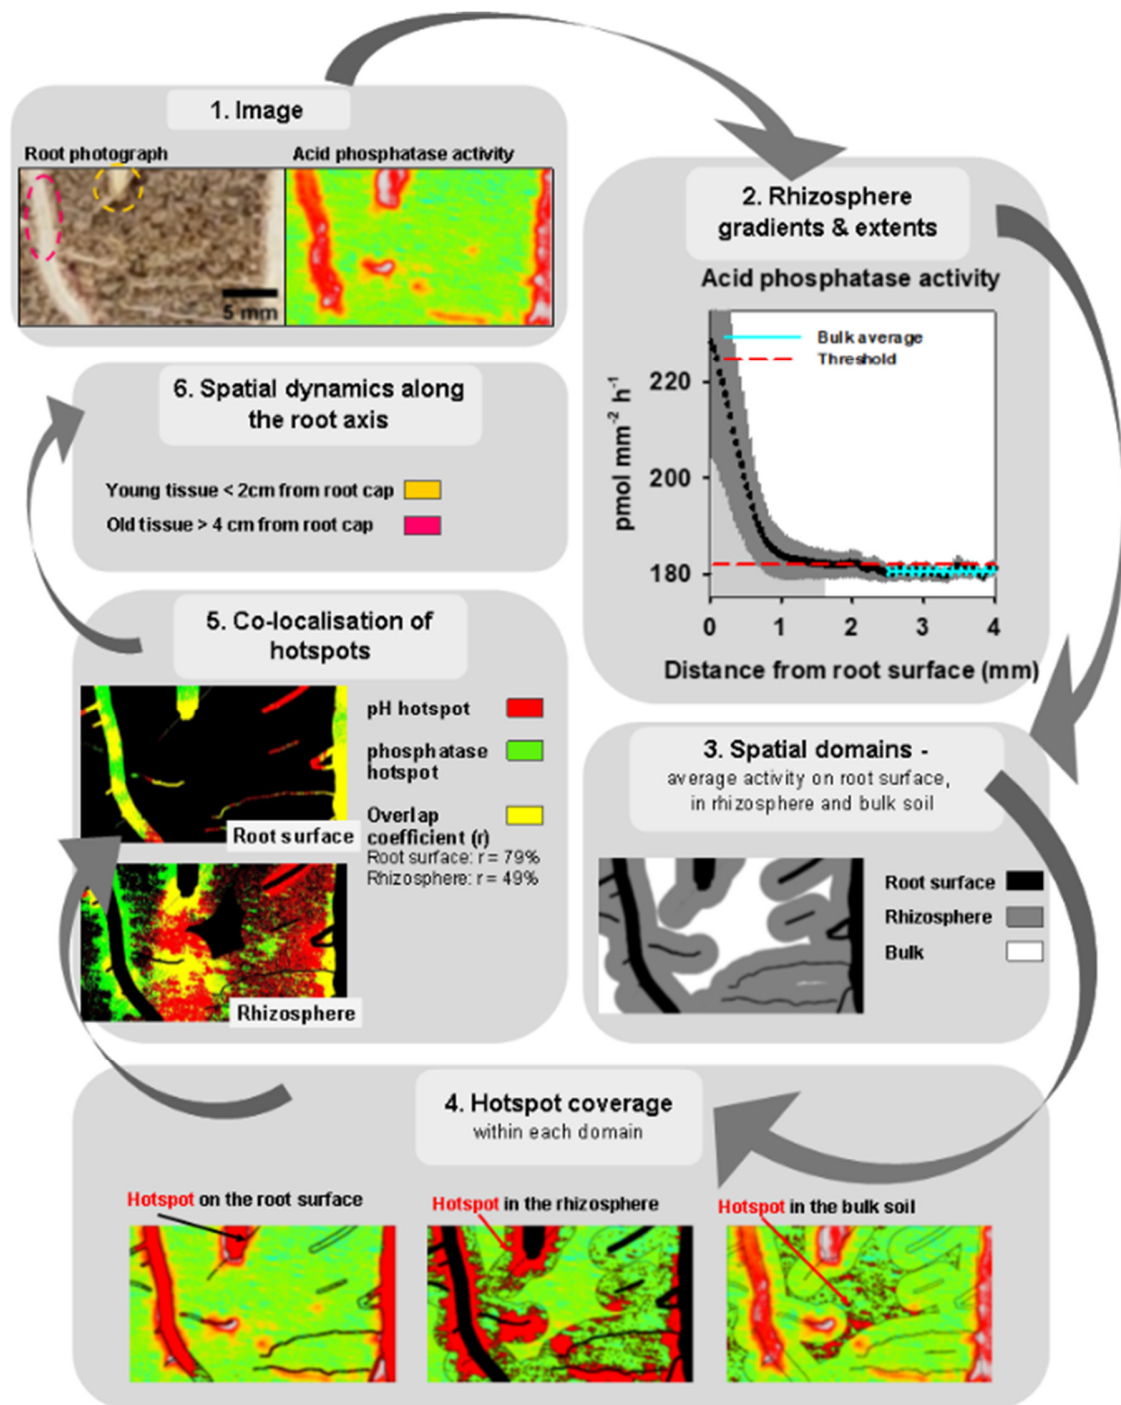 1. Image
Root photograph
Acid phosphatase activity
5 mm
2. Rhizosphere
gradients & extents
Acid phosphatase activity
Bulk average
Threshold
pmol mm-2 h-1
220
200
180
0 1 2 3 4
Distance from root surface (mm)
3. Spatial domains -
average activity on root surface,
in rhizosphere and bulk soil
Root surface
Rhizosphere
Bulk
4. Hotspot coverage
within each domain
Hotspot on the root surface
Hotspot in the rhizosphere
Hotspot in the bulk soil
5. Co-localisation of
hotspots
pH hotspot
phosphatase
hotspot
Overlap
coefficient (r)
Root surface: r = 79%
Rhizosphere: r = 49%
Root surface
Rhizosphere
6. Spatial dynamics along
the root axis
Young tissue < 2cm from root cap
Old tissue > 4 cm from root cap